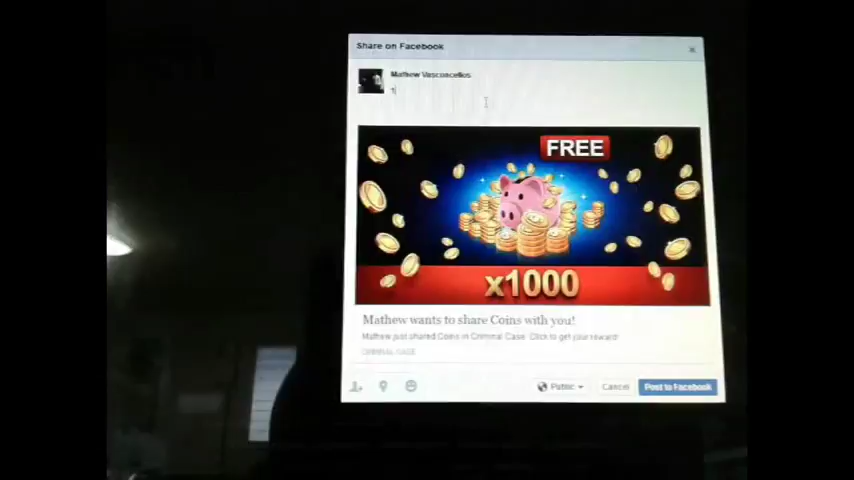 Share on Facebook
Mathew Vasconcellos
1
FREE
x1000
Mathew wants to share Coins with you!
Mathew just shared Coins in Criminal Case. Click to get your reward!
CRIMINAL CASE
Public
Cancel
Post to Facebook